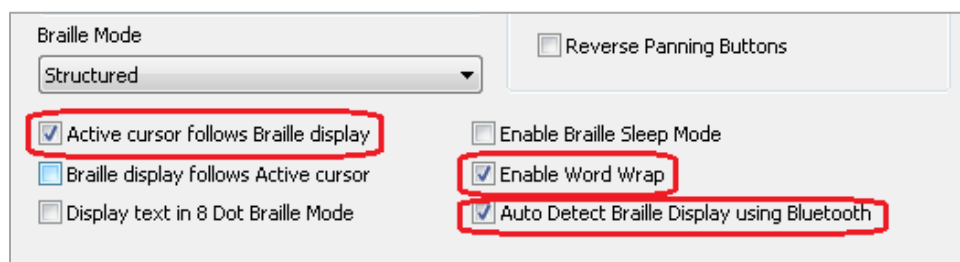 Braille Mode
Structured
Reverse Panning Buttons
Active cursor follows Braille display
Enable Braille Sleep Mode
Braille display follows Active cursor
Enable Word Wrap
Display text in 8 Dot Braille Mode
Auto Detect Braille Display using Bluetooth